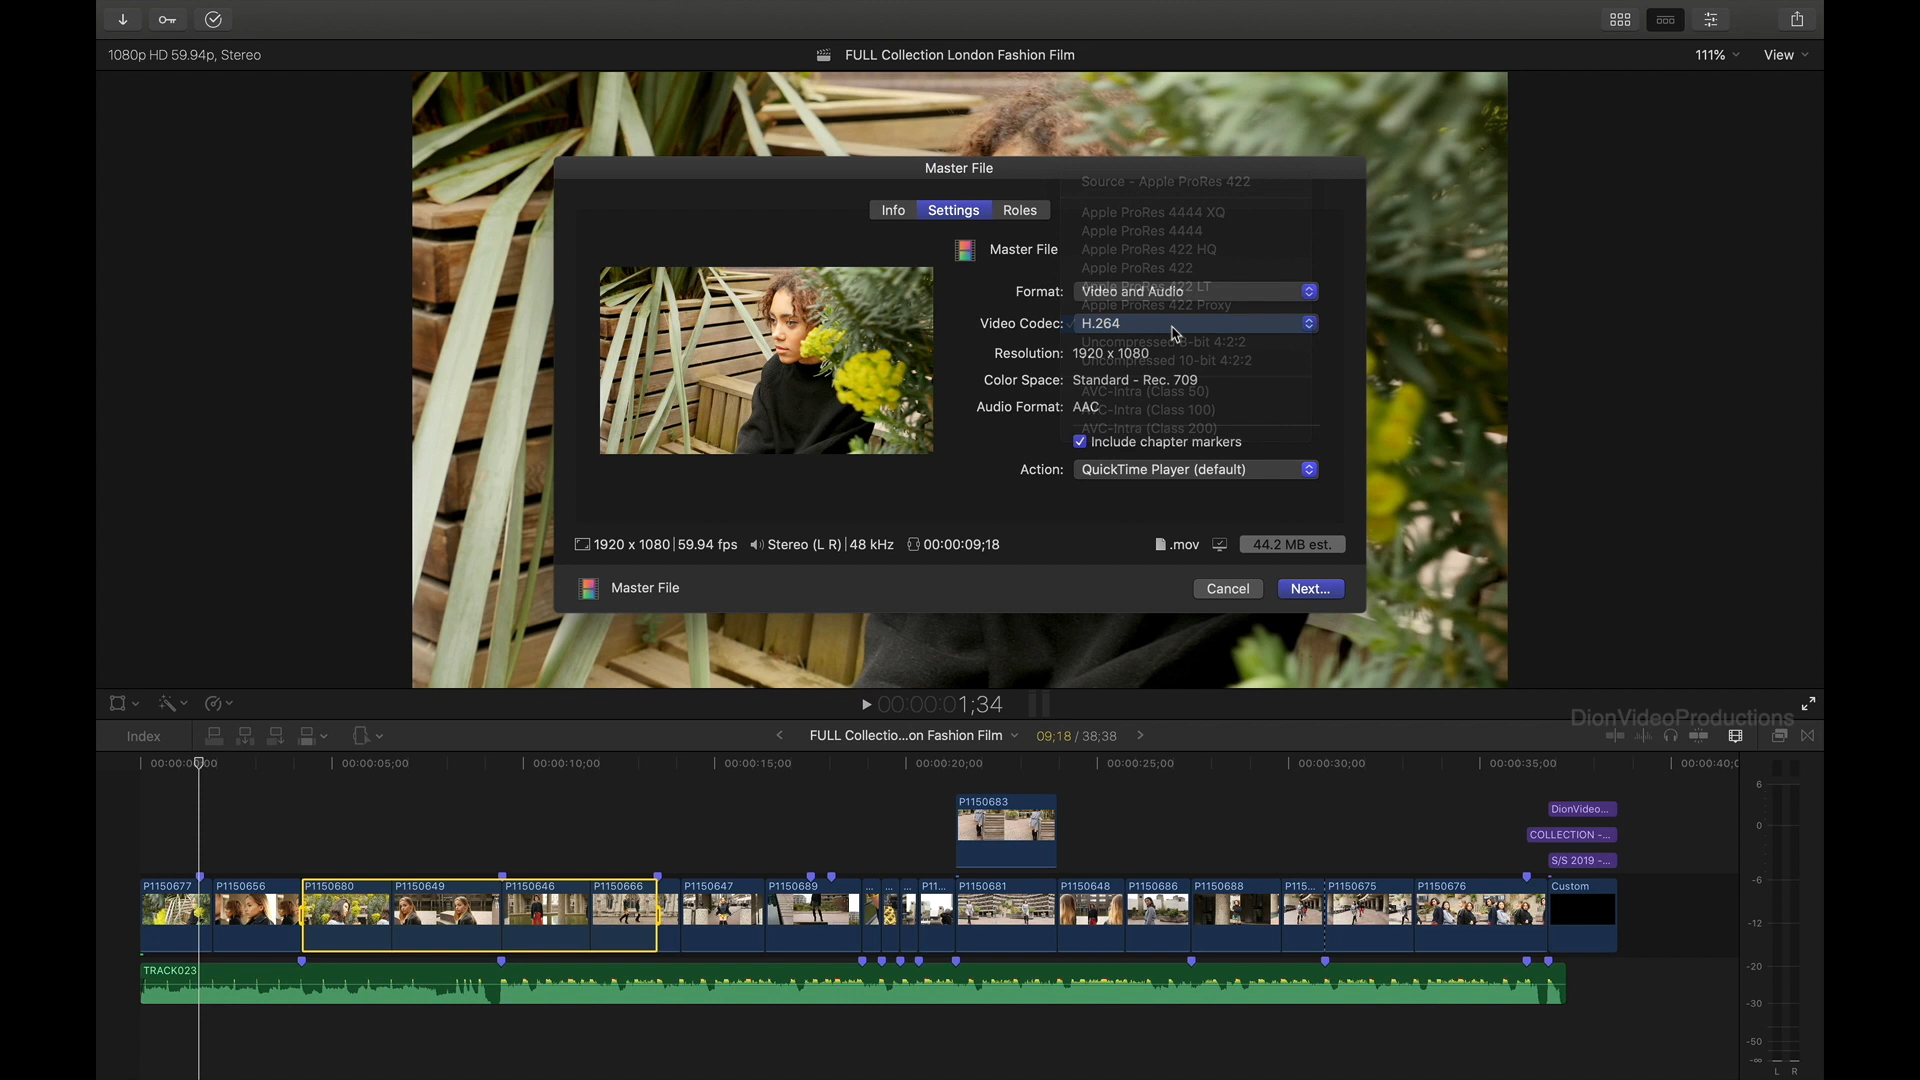 1080p HD 59.94p, Stereo
FULL Collection London Fashion Film
111%
View
Master File
Source - Apple ProRes 422
Info
Settings
Roles
Apple ProRes 4444 XQ
Apple ProRes 4444
Master File
Apple ProRes 422 HQ
Apple ProRes 422
Format:
Video and Audio
Apple ProRes 422 LT
Apple ProRes 422 Proxy
Video Codec:
H.264
Uncompressed 8-bit 4:2:2
Resolution:
1920 x 1080
Uncompressed 10-bit 4:2:2
Color Space:
Standard - Rec. 709
AVC-Intra (Class 50)
Audio Format:
AAC
AVC-Intra (Class 100)
AVC-Intra (Class 200)
Include chapter markers
Action:
QuickTime Player (default)
1920 x 1080
59.94 fps
Stereo (L R)
48 kHz
00:00:09;18
.mov
44.2 MB est.
Master File
Cancel
Next...
00:00:01;34
DionVideoProductions
Index
FULL Collectio...on Fashion Film
09;18 / 38;38
00:00:05;00
00:00:10;00
00:00:15;00
00:00:20;00
00:00:25;00
00:00:30;00
00:00:35;00
P1150683
DionVideo...
COLLECTION -...
S/S 2019 -...
P1150677
P1150656
P1150680
P1150649
P1150646
P1150666
P1150647
P1150689
...
...
...
P11...
P1150681
P1150648
P1150686
P1150688
P115...
P1150675
P1150676
Custom
TRACK023
6
0
-6
-12
-20
-30
-50
-∞
L
R